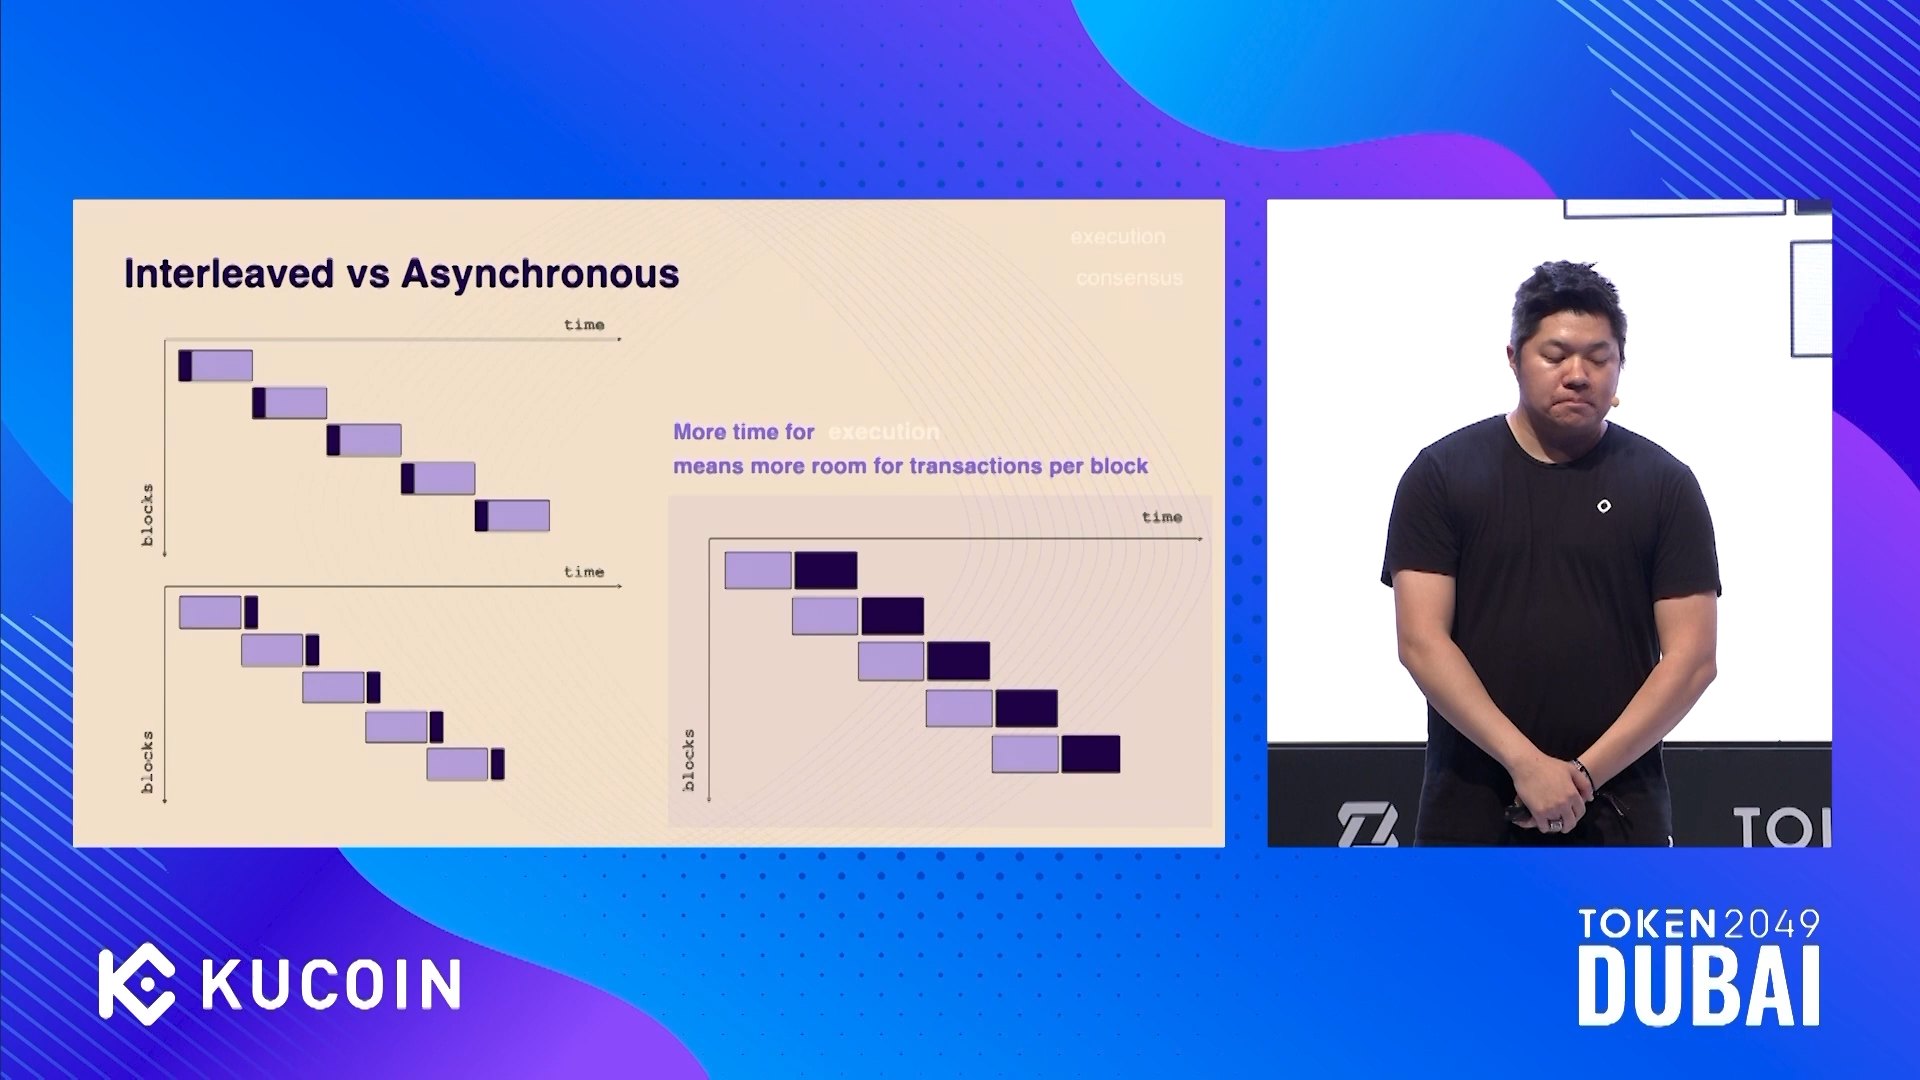 Interleaved vs Asynchronous
execution
consensus
time
blocks
time
blocks
More time for execution
means more room for transactions per block
time
blocks
TO
KUCOIN
TOKEN2049
DUBAI